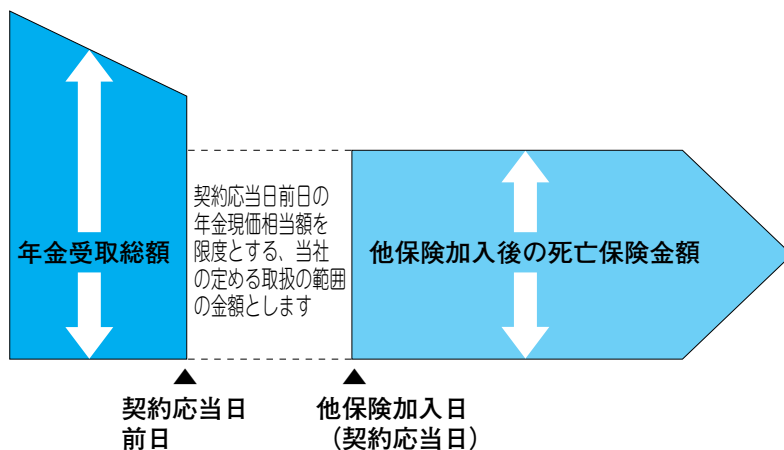 年金受取総額
契約応当日前日の
年金現価相当額を
限度とする、当社
の定める取扱の範囲
の金額とします
他保険加入後の死亡保険金額
▲
契約応当日
前日
▲
他保険加入日
（契約応当日）